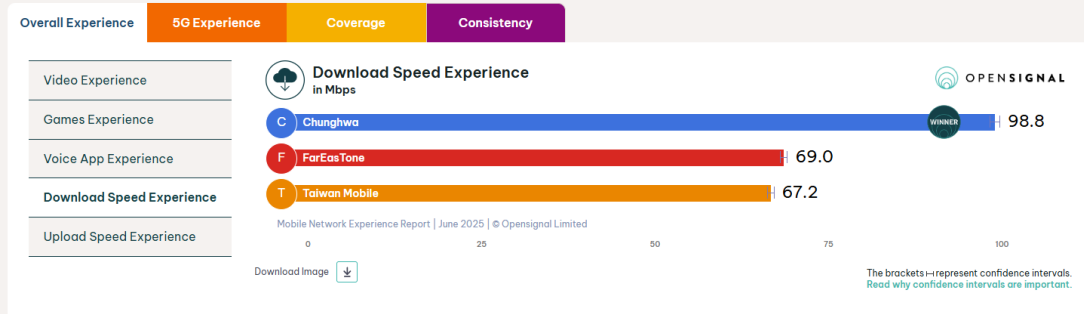 Overall Experience
5G Experience
Coverage
Consistency
Video Experience
Games Experience
Voice App Experience
Download Speed Experience
Upload Speed Experience
Download Speed Experience
in Mbps
OPENSIGNAL
C Chunghwa WINNER 98.8
F FarEasTone 69.0
T Taiwan Mobile 67.2
Mobile Network Experience Report | June 2025 | © Opensignal Limited
0 25 50 75 100
Download Image
The brackets represent confidence intervals.
Read why confidence intervals are important.